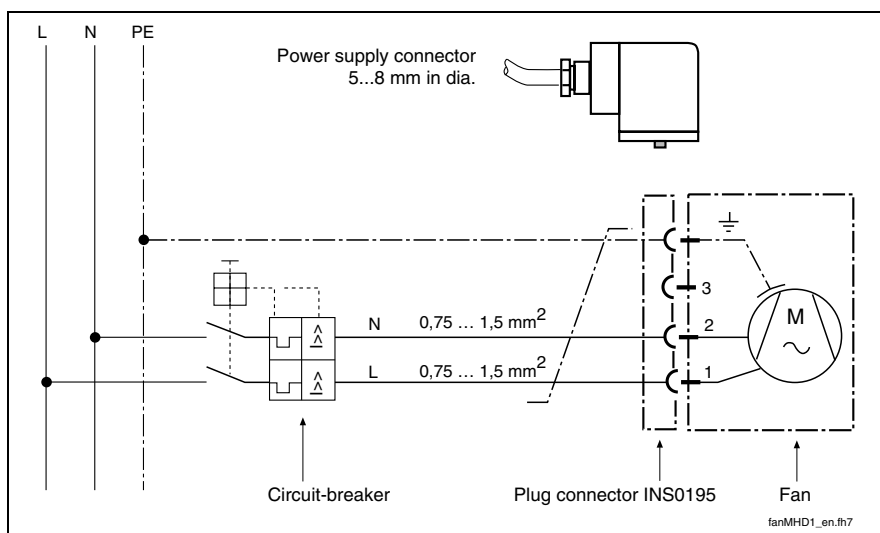 L N PE
Power supply connector
5...8 mm in dia.
3
N 0,75 ... 1,5 mm² 2
M
L 0,75 ... 1,5 mm² 1
Circuit-breaker Plug connector INS0195 Fan
fanMHD1_en.fh7